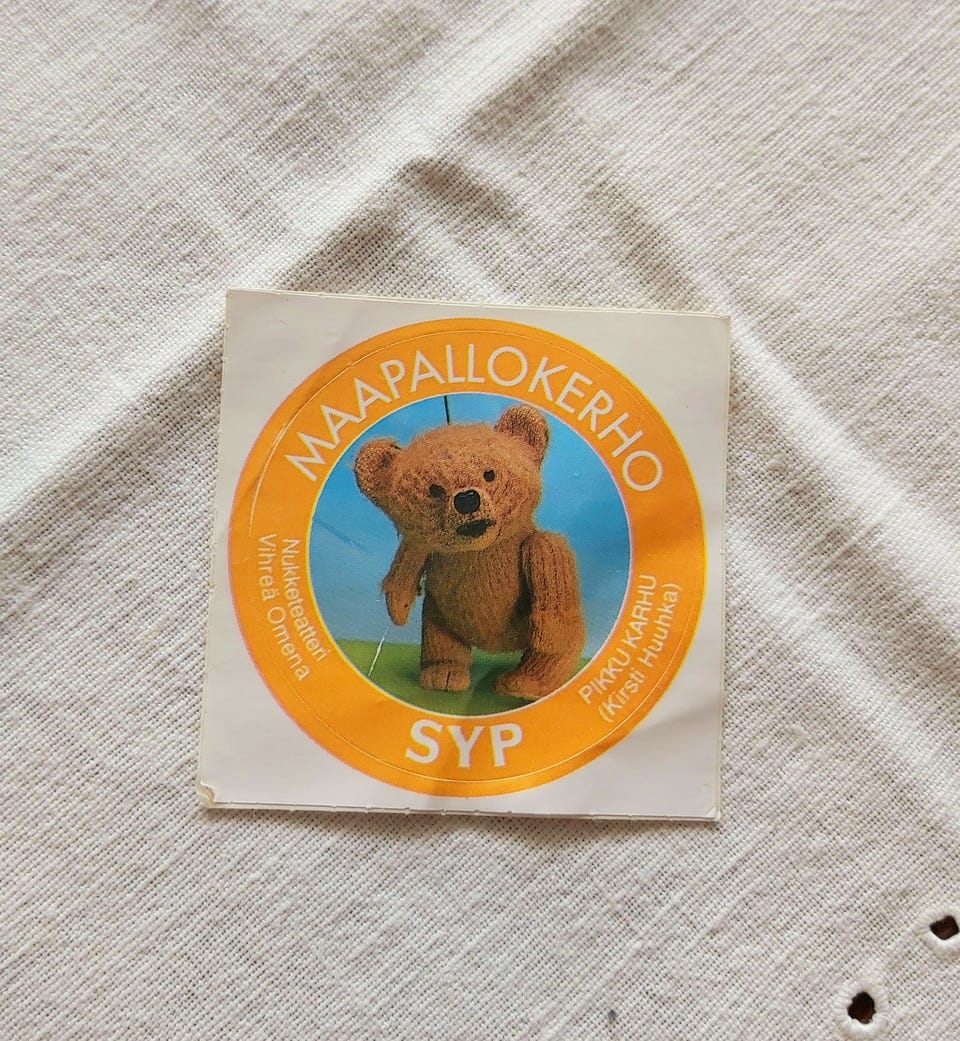 MAAPALLOKERHO
Nukketeatteri
Vihreä Omena
PIKKU KARHU
(Kirsti Huuhka)
SYP